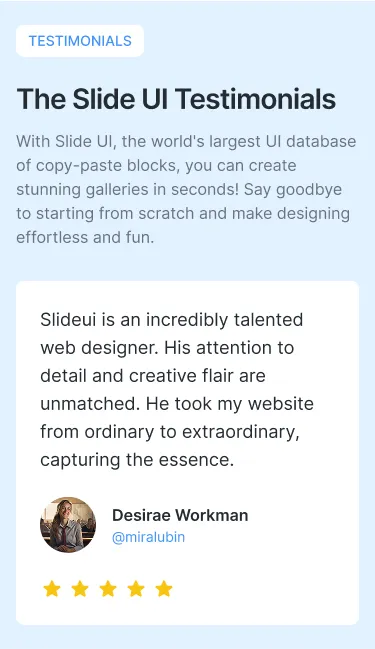 TESTIMONIALS
The Slide UI Testimonials
With Slide UI, the world's largest UI database
of copy-paste blocks, you can create
stunning galleries in seconds! Say goodbye
to starting from scratch and make designing
effortless and fun.
Slideui is an incredibly talented
web designer. His attention to
detail and creative flair are
unmatched. He took my website
from ordinary to extraordinary,
capturing the essence.
Desirae Workman
@miralubin